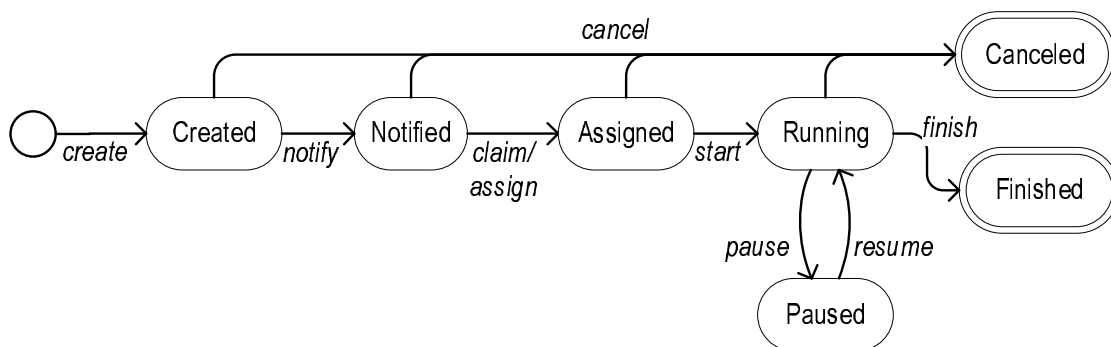 cancel
Canceled
Created
Notified
Assigned
Running
create
notify
claim/
assign
start
finish
Finished
pause
resume
Paused